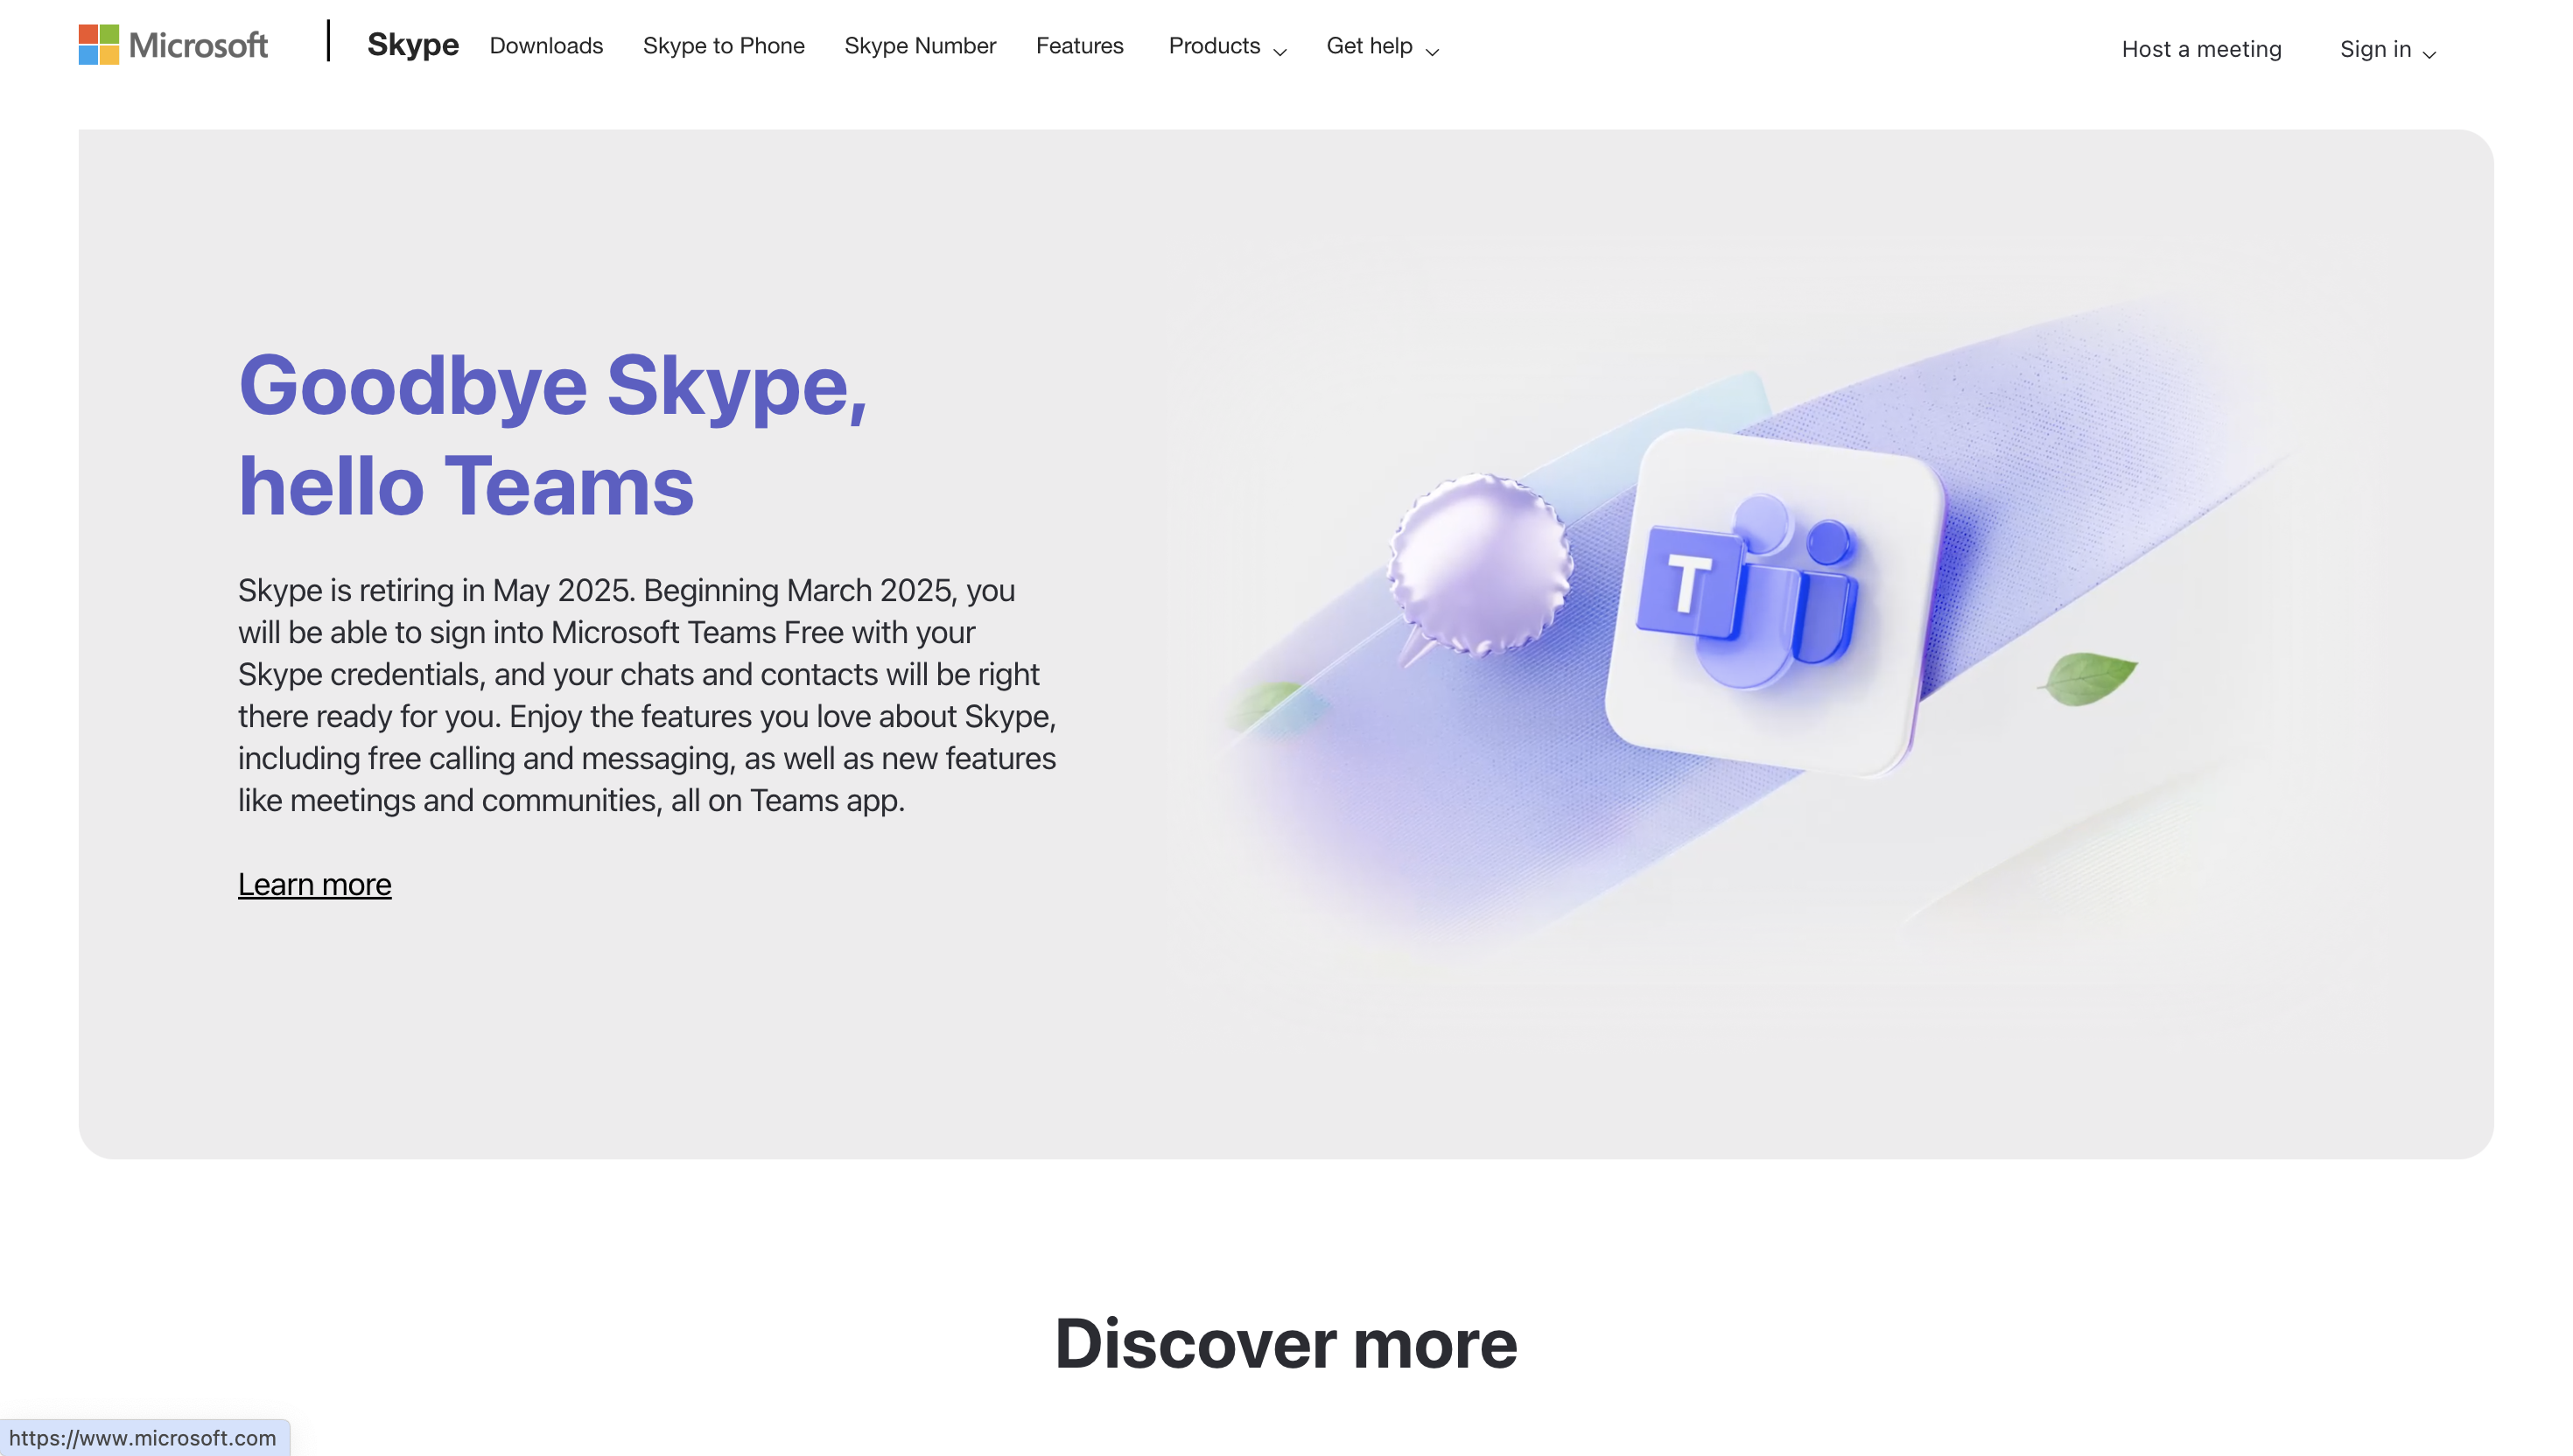 Microsoft
Skype Downloads Skype to Phone Skype Number Features Products Get help
Host a meeting Sign in
Goodbye Skype,
hello Teams
Skype is retiring in May 2025. Beginning March 2025, you
will be able to sign into Microsoft Teams Free with your
Skype credentials, and your chats and contacts will be right
there ready for you. Enjoy the features you love about Skype,
including free calling and messaging, as well as new features
like meetings and communities, all on Teams app.
Learn more
T
Discover more
https://www.microsoft.com